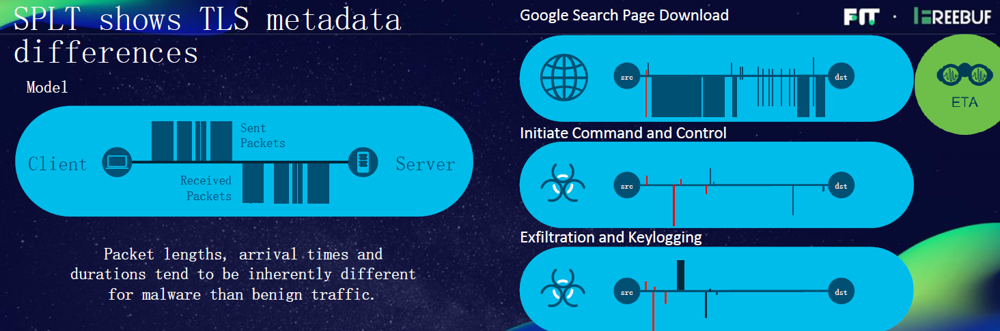 SPLT shows TLS metadata
differences
Model
Client
Sent
Packets
Received
Packets
Server
Packet lengths, arrival times and
durations tend to be inherently different
for malware than benign traffic.
Google Search Page Download
FIT · FREEBUF
src
dst
ETA
Initiate Command and Control
src
dst
Exfiltration and Keylogging
src
dst